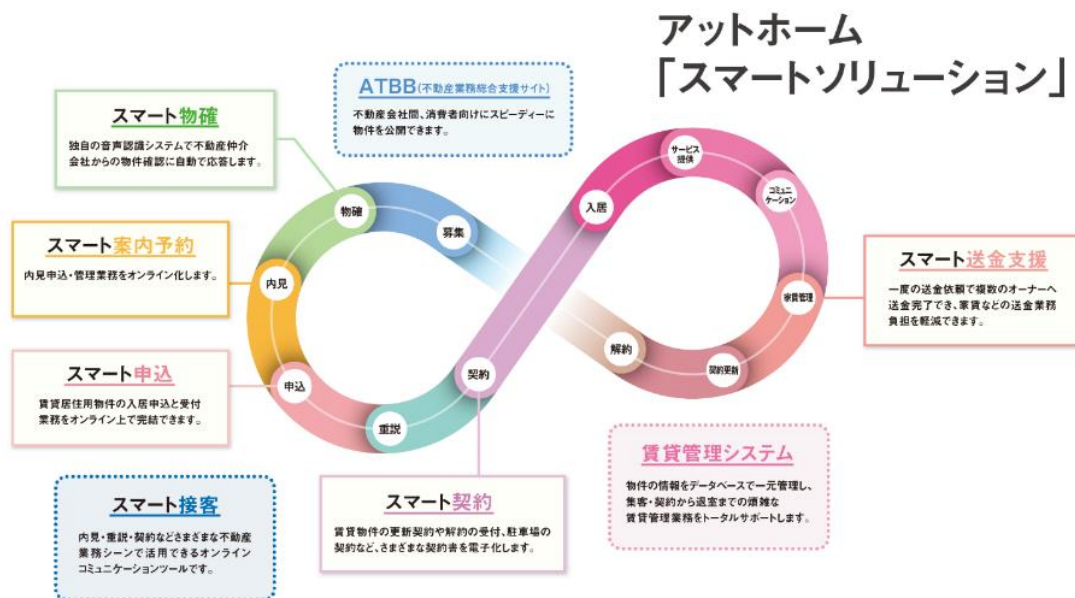 アットホーム
「スマートソリューション」
ATBB(不動産業務総合支援サイト)
不動産会社間、消費者向けにスピーディーに
物件を公開できます。
スマート物確
独自の音声認識システムで不動産仲介
会社からの物件確認に自動で応答します。
スマート案内予約
内見申込・管理業務をオンライン化します。
スマート申込
賃貸居住用物件の入居申込と受付
業務をオンライン上で完結できます。
スマート接客
内見・重説・契約などさまざまな不動産
業務シーンで活用できるオンライン
コミュニケーションツールです。
スマート契約
賃貸物件の更新契約や解約の受付、駐車場の
契約など、さまざまな契約書を電子化します。
賃貸管理システム
物件の情報をデータベースで一元管理し、
集客・契約から退室までの煩雑な
賃貸管理業務をトータルサポートします。
スマート送金支援
一度の送金依頼で複数のオーナーへ
送金完了でき、家賃などの送金業務
負担を軽減できます。
募集
物確
内見
申込
重説
契約
入居
サービス
提供
コミュニ
ケーション
家賃管理
契約更新
解約